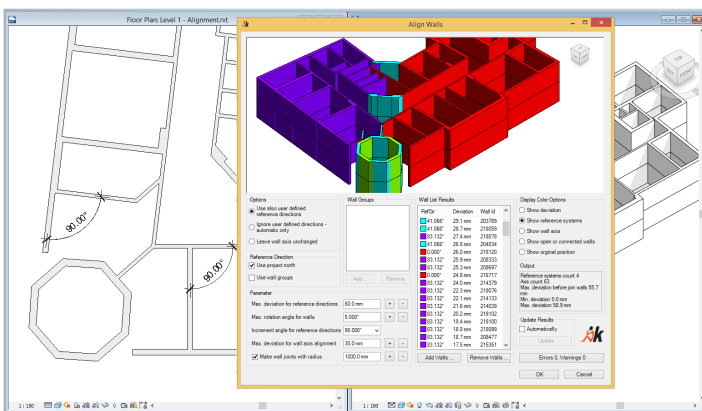 Floor Plan: Level 1 - Alignment.rvt
Align Walls
90.00°
90.00°
Options
Use also user defined
reference directions
Ignore user defined directions -
automatic only
Leave wall axis unchanged
Reference Direction
Use project north
Use wall groups
Wall Groups
Add ...
Remove
Parameter
Max. deviation for reference directions 60.0 mm + -
Max. rotation angle for walls 5.000° + -
Increment angle for reference directions 90.000°
Max. deviation for wall axis alignment 30.0 mm + -
Make wall joints with radius 1000.0 mm + -
Wall List Results
RefDir Deviation Wall Id
41.066° 29.1 mm 203789
41.066° 28.7 mm 218059
83.132° 27.4 mm 218078
41.066° 26.8 mm 204034
0.000° 26.0 mm 218120
83.132° 25.9 mm 208333
83.132° 25.3 mm 208697
0.000° 24.8 mm 216717
83.132° 24.0 mm 214379
83.132° 22.3 mm 218076
83.132° 22.1 mm 214133
83.132° 21.6 mm 214039
83.132° 20.2 mm 218102
83.132° 19.4 mm 218100
83.132° 18.8 mm 218099
83.132° 18.7 mm 208477
83.132° 17.5 mm 215351
Add Walls ...
Remove Walls ...
Display Color Options
Show deviation
Show reference systems
Show wall axis
Show open or connected walls
Show orginal position
Output
Reference systems count 4
Axis count 63
Max. deviation before join walls 55.7
mm
Min. deviation 0.0 mm
Maximum deviation 58.9 mm
Update Results
Automatically
Update
Errors 0, Warnings 0
OK
Cancel
1 : 150
1 : 100